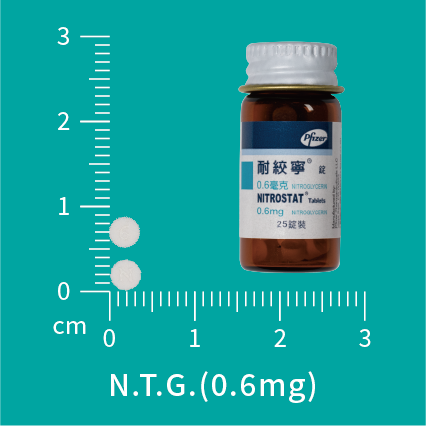 3
2
1
0
cm
0 1 2 3
Pfizer
耐絞寧® 錠
0.6毫克 NITROGLYCERIN
NITROSTAT® Tablets
0.6mg NITROGLYCERIN
25錠裝
N.T.G.(0.6mg)